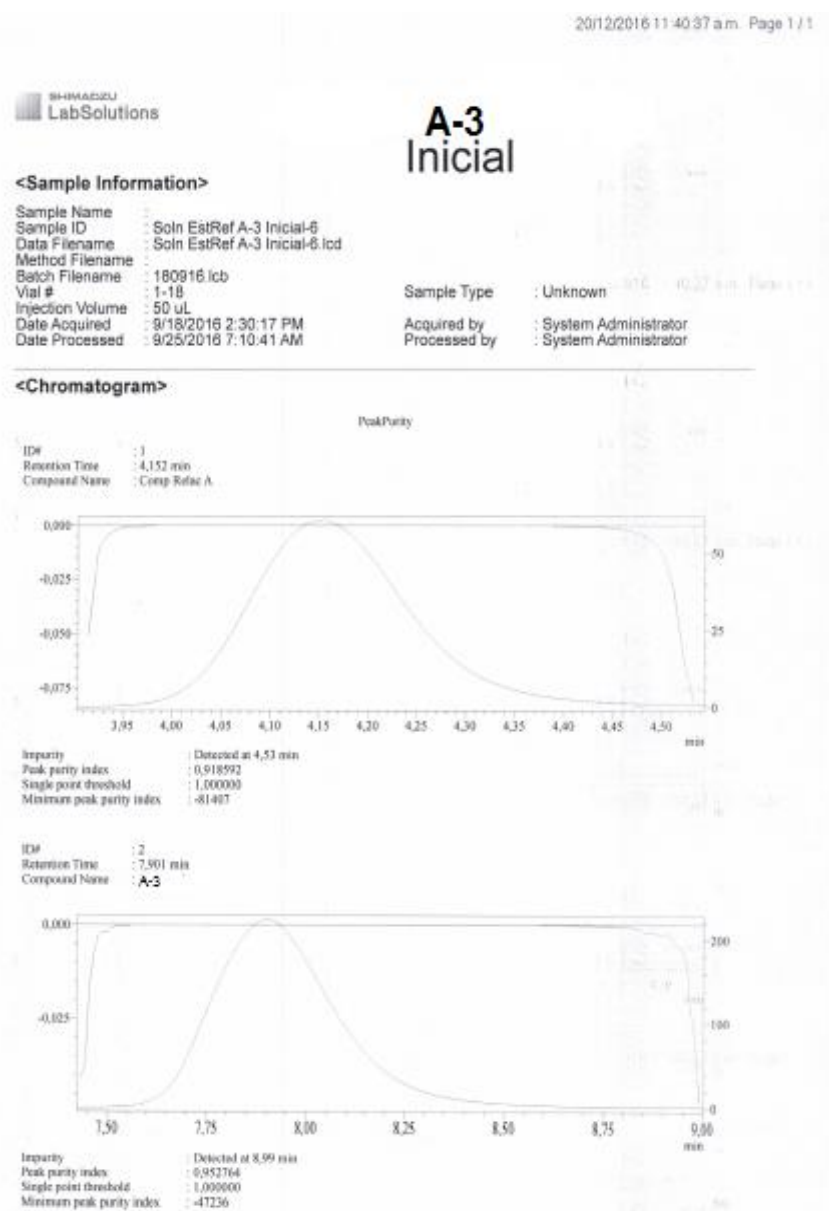 20/12/2016 11:40:37 a.m. Page 1 / 1
SHIMADZU
LabSolutions
A-3
Inicial
<Sample Information>
Sample Name :
Sample ID : Soln EstRef A-3 Inicial-6
Data Filename : Soln EstRef A-3 Inicial-6.lcd
Method Filename :
Batch Filename : 180916.lcb
Vial # : 1-18 Sample Type : Unknown
Injection Volume : 50 uL
Date Acquired : 9/18/2016 2:30:17 PM Acquired by : System Administrator
Date Processed : 9/25/2016 7:10:41 AM Processed by : System Administrator
<Chromatogram>
PeakPurity
ID# : 1
Retention Time : 4,152 min
Compound Name : Comp Relac A
0,000
-0,025
-0,050
-0,075
50
25
0
3,95 4,00 4,05 4,10 4,15 4,20 4,25 4,30 4,35 4,40 4,45 4,50
min
Impurity : Detected at 4,53 min
Peak purity index : 0,918592
Single point threshold : 1,000000
Minimum peak purity index : -81407
ID# : 2
Retention Time : 7,901 min
Compound Name : A-3
0,000
-0,025
200
100
0
7,50 7,75 8,00 8,25 8,50 8,75 9,00
min
Impurity : Detected at 8,99 min
Peak purity index : 0,952764
Single point threshold : 1,000000
Minimum peak purity index : -47236